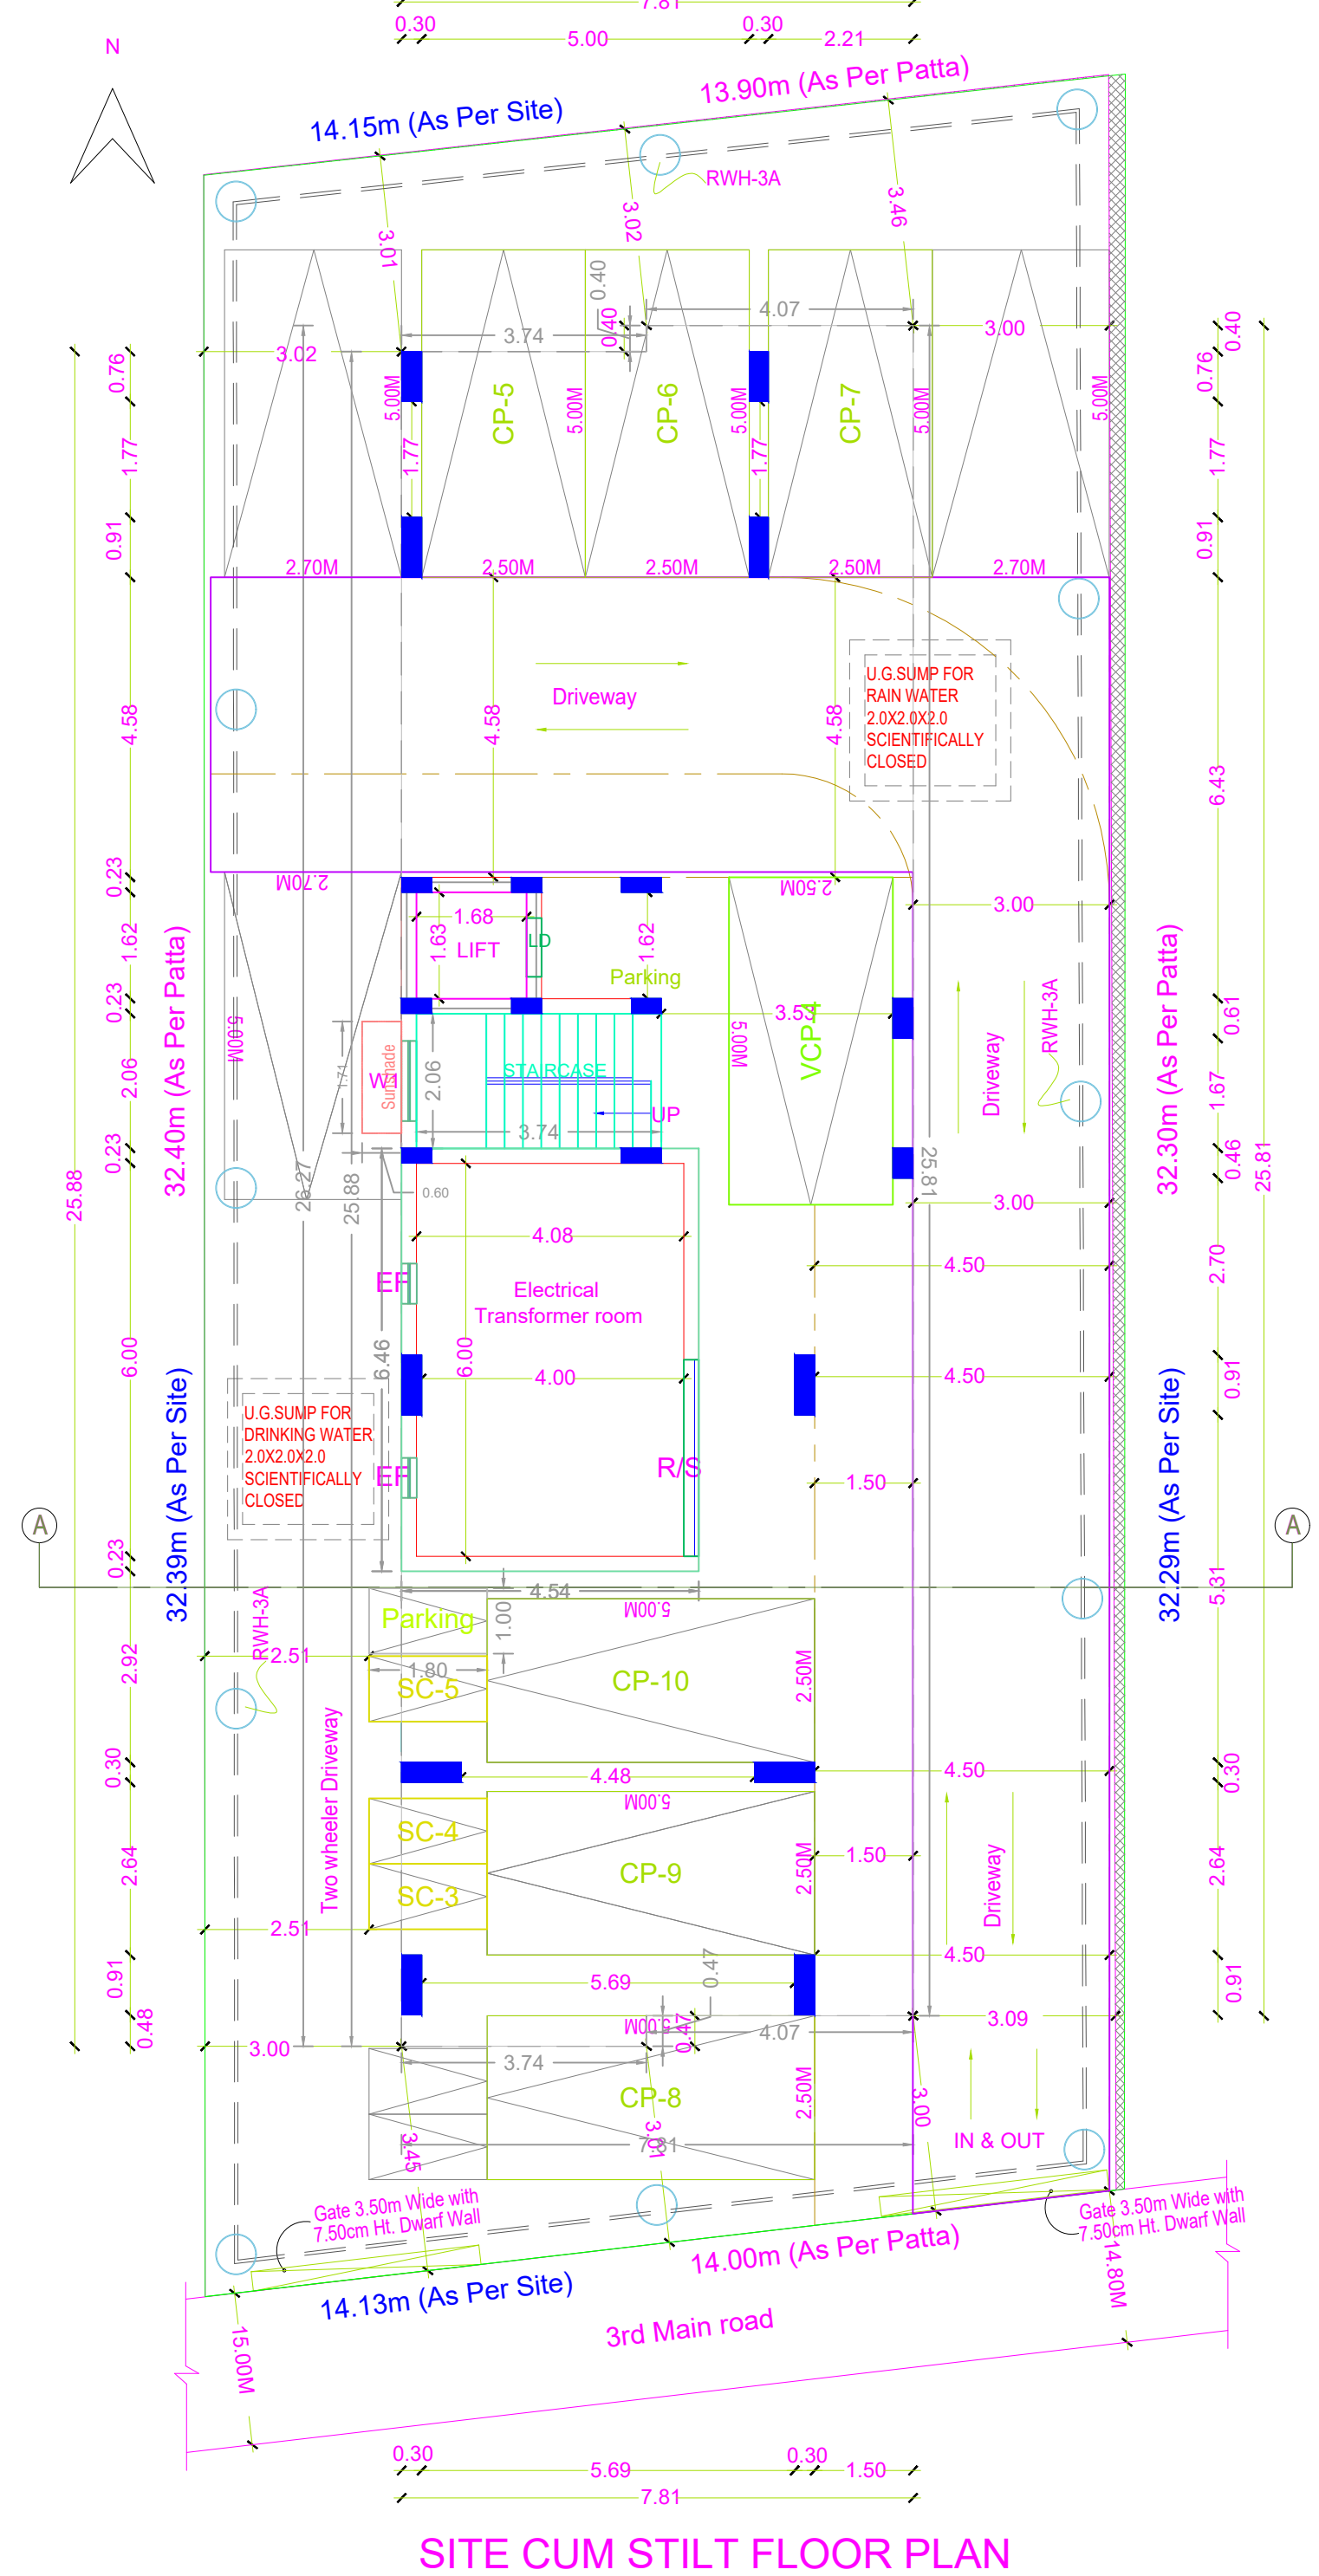 7.81
0.30
5.00
0.30
2.21
N
13.90m (As Per Patta)
14.15m (As Per Site)
RWH-3A
3.01
3.02
3.46
0.40
4.07
3.74
0.40
3.00
3.02
0.40
0.76
0.76
5.00M
CP-5
5.00M
CP-6
5.00M
CP-7
5.00M
5.00M
1.77
1.77
1.77
1.77
0.91
0.91
2.70M
2.50M
2.50M
2.50M
2.70M
U.G.SUMP FOR
RAIN WATER
2.0X2.0X2.0
SCIENTIFICALLY
CLOSED
Driveway
4.58
4.58
4.58
6.43
0.23
2.70M
2.50M
3.00
1.68
1.62
1.63
LIFT
LD
1.62
Parking
32.40m (As Per Patta)
32.30m (As Per Patta)
0.23
3.53
0.61
5.00M
5.00M
VCP-4
Driveway
RWH-3A
1.71
W1
Sunshade
2.06
2.06
STAIRCASE
UP
3.74
1.67
0.23
0.46
26.27
25.88
25.88
0.60
25.81
25.81
3.00
4.08
4.50
2.70
EF
Electrical
Transformer room
6.00
6.46
6.00
4.00
4.50
0.91
32.39m (As Per Site)
32.29m (As Per Site)
U.G.SUMP FOR
DRINKING WATER
2.0X2.0X2.0
SCIENTIFICALLY
CLOSED
EF
R/S
1.50
A
A
0.23
4.54
5.31
RWH-3A
Parking
1.00
5.00M
2.92
2.51
1.80
SC-5
CP-10
2.50M
Two wheeler Driveway
0.30
4.48
4.50
0.30
5.00M
SC-4
2.64
CP-9
2.50M
1.50
2.64
SC-3
Driveway
2.51
4.50
0.91
5.69
0.47
0.91
0.48
3.00
5.00M
0.47
4.07
3.09
3.74
CP-8
2.50M
3.00
3.45
3.01
7.81
IN & OUT
Gate 3.50m Wide with
7.50cm Ht. Dwarf Wall
Gate 3.50m Wide with
7.50cm Ht. Dwarf Wall
14.00m (As Per Patta)
14.13m (As Per Site)
14.80M
3rd Main road
15.00M
0.30
5.69
0.30
1.50
7.81
SITE CUM STILT FLOOR PLAN